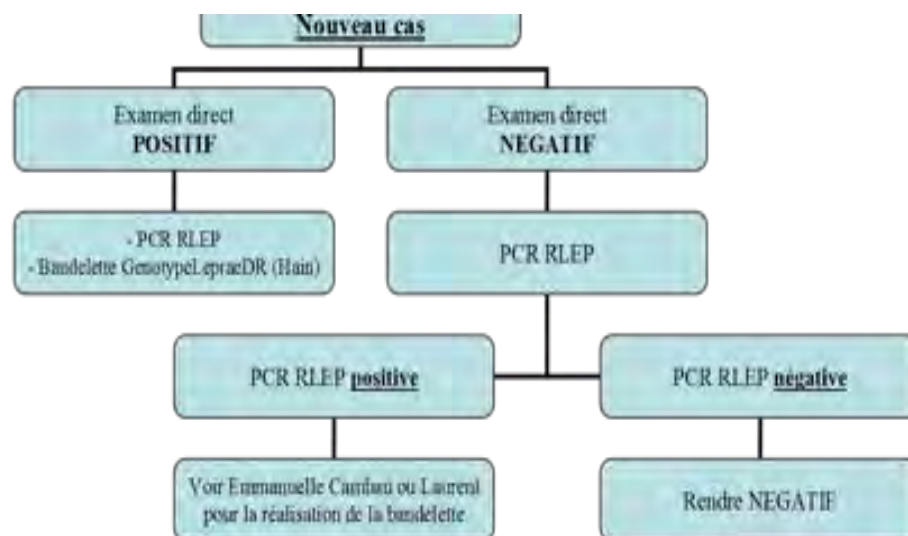 Nouveau cas
Examen direct
POSITIF
Examen direct
NEGATIF
- PCR RLEP
- Bandelette GenotypeLepraeDR (Hain)
PCR RLEP
PCR RLEP positive
PCR RLEP négative
Voir Emmanuelle Cambau ou Laurent
pour la réalisation de la bandelette
Rendre NEGATIF